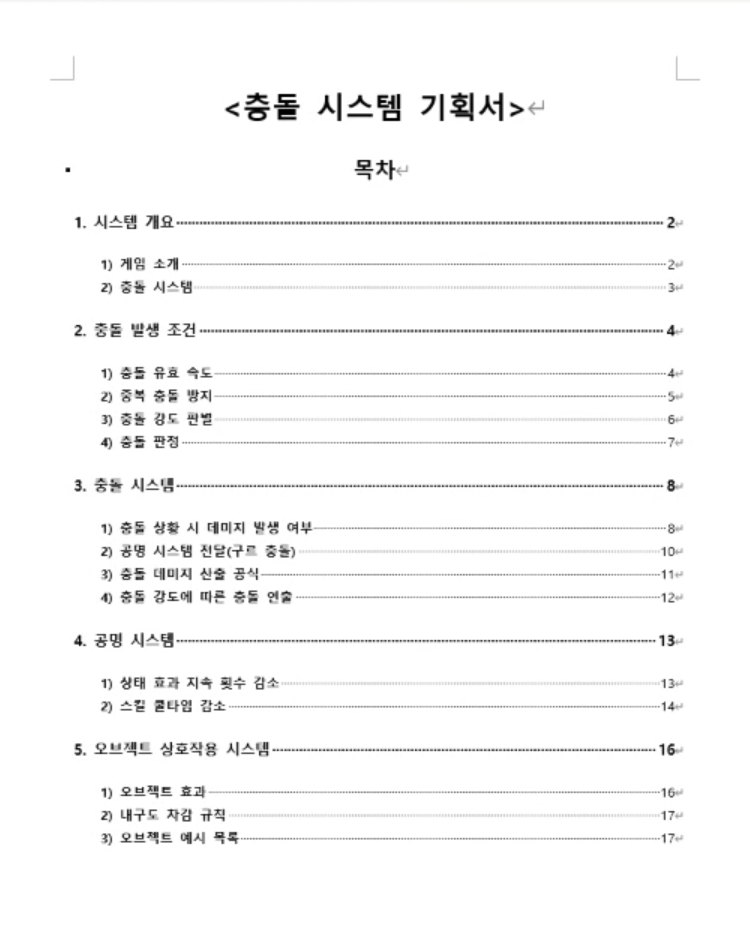 <충돌 시스템 기획서>
목차
1. 시스템 개요 2
1) 게임 소개 2
2) 충돌 시스템 3
2. 충돌 발생 조건 4
1) 충돌 유효 속도 4
2) 중복 충돌 방지 5
3) 충돌 강도 판별 6
4) 충돌 판정 7
3. 충돌 시스템 8
1) 충돌 상황 시 데미지 발생 여부 8
2) 공명 시스템 전달(구르 충돌) 10
3) 충돌 데미지 산출 공식 11
4) 충돌 강도에 따른 충돌 연출 12
4. 공명 시스템 13
1) 상태 효과 지속 횟수 감소 13
2) 스킬 쿨타임 감소 14
5. 오브젝트 상호작용 시스템 16
1) 오브젝트 효과 16
2) 내구도 차감 규칙 17
3) 오브젝트 예시 목록 17